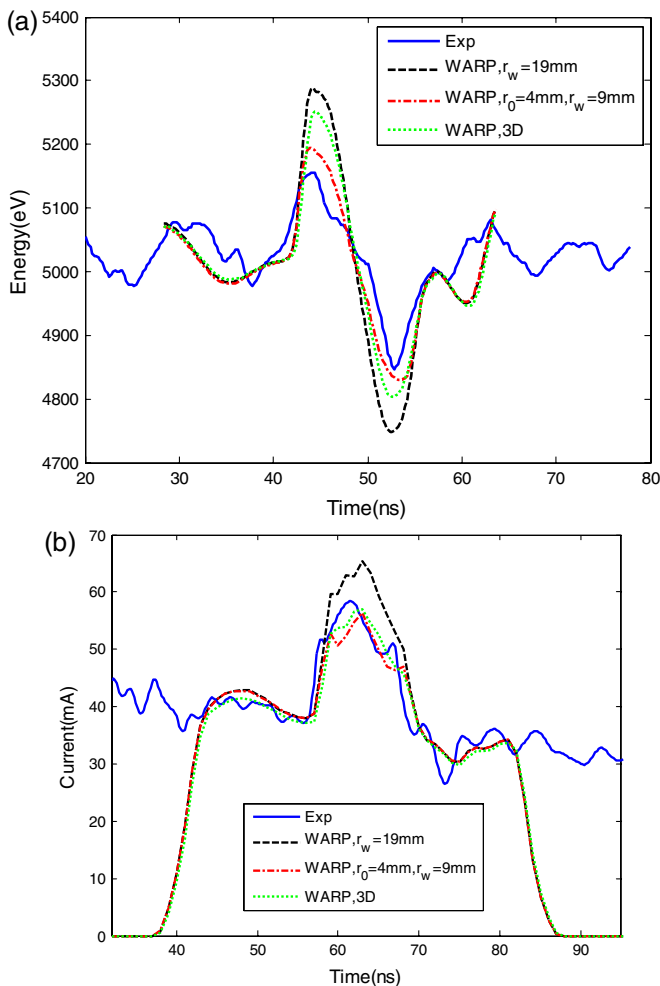 (a)
5400
5300
5200
5100
5000
4900
4800
4700
Energy(eV)
Exp
WARP,r_w=19mm
WARP,r_0=4mm,r_w=9mm
WARP,3D
20 30 40 50 60 70 80
Time(ns)
(b)
70
60
50
40
30
20
10
0
Current(mA)
Exp
WARP,r_w=19mm
WARP,r_0=4mm,r_w=9mm
WARP,3D
40 50 60 70 80 90
Time(ns)